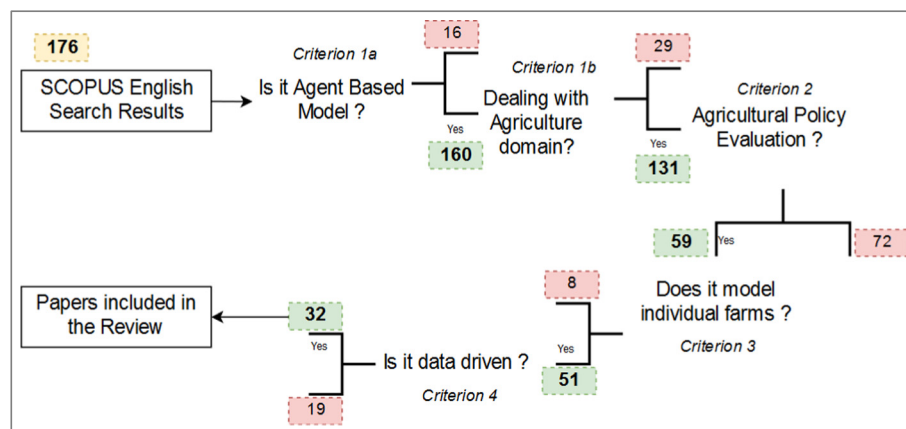 176
SCOPUS English
Search Results
Criterion 1a
Is it Agent Based
Model ?
16
Yes
160
Criterion 1b
Dealing with
Agriculture
domain?
29
Yes
131
Criterion 2
Agricultural Policy
Evaluation ?
59
Yes
72
Does it model
individual farms ?
Criterion 3
8
Yes
51
Is it data driven ?
Criterion 4
32
Yes
19
Papers included in
the Review